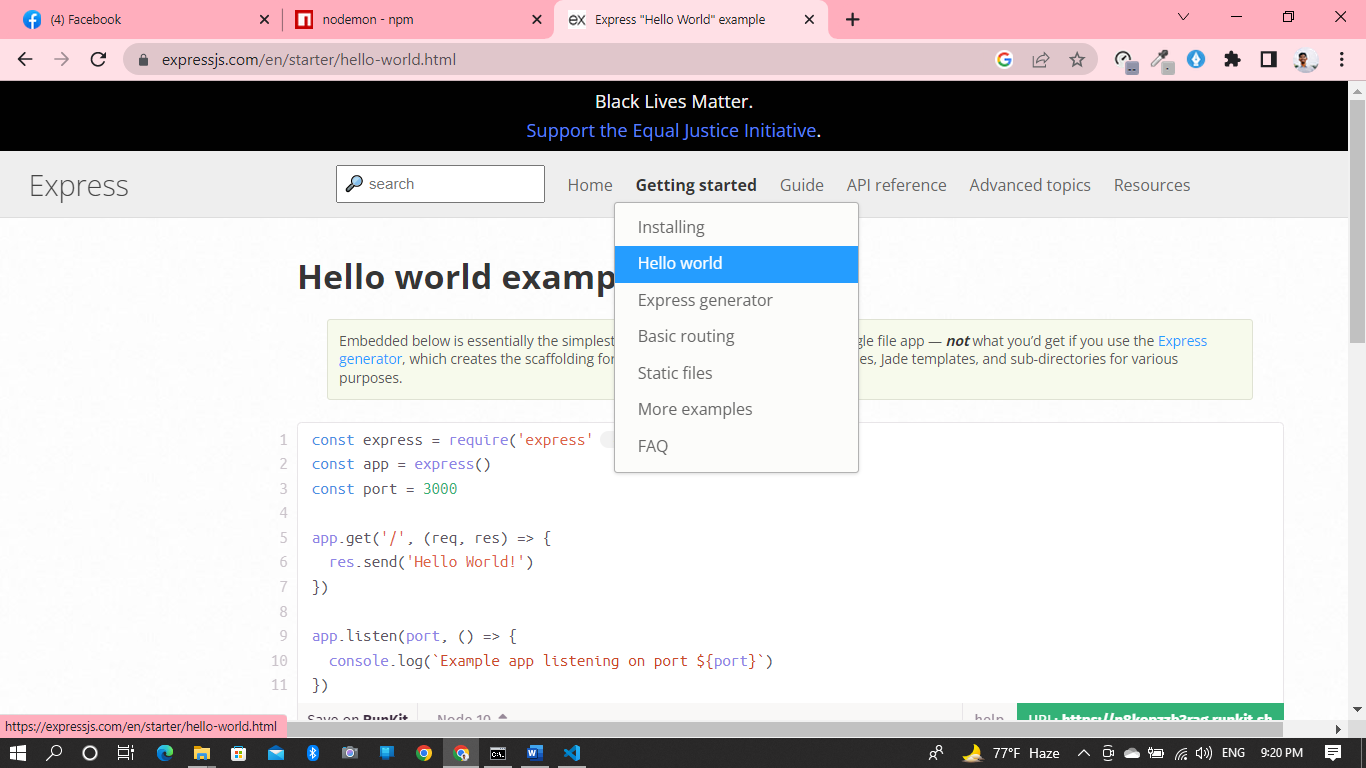 (4) Facebook
nodemon - npm
ex Express "Hello World" example
expressjs.com/en/starter/hello-world.html
Black Lives Matter.
Support the Equal Justice Initiative.
Express
search
Home Getting started Guide API reference Advanced topics Resources
Installing
Hello world
Express generator
Basic routing
Static files
More examples
FAQ
Hello world examp
Embedded below is essentially the simplest
gle file app — not what you'd get if you use the Express
generator, which creates the scaffolding for
es, Jade templates, and sub-directories for various
purposes.
1 const express = require('express'
2 const app = express()
3 const port = 3000
4
5 app.get('/', (req, res) => {
6 res.send('Hello World!')
7 })
8
9 app.listen(port, () => {
10 console.log(`Example app listening on port ${port}`)
11 })
Save on RunKit Node 10 help
https://expressjs.com/en/starter/hello-world.html
77°F Haze ENG 9:20 PM